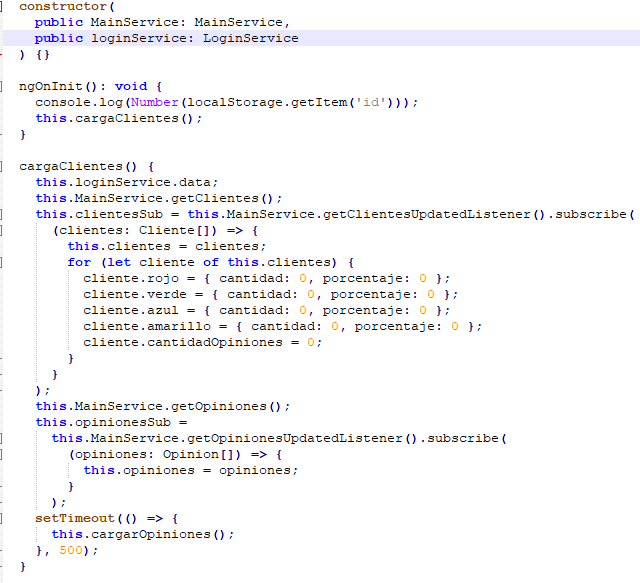 constructor(
public MainService: MainService,
public loginService: LoginService
) {}
ngOnInit(): void {
console.log(Number(localStorage.getItem('id')));
this.cargaClientes();
}
cargaClientes() {
this.loginService.data;
this.MainService.getClientes();
this.clientesSub = this.MainService.getClientesUpdatedListener().subscribe(
(clientes: Cliente[]) => {
this.clientes = clientes;
for (let cliente of this.clientes) {
cliente.rojo = { cantidad: 0, porcentaje: 0 };
cliente.verde = { cantidad: 0, porcentaje: 0 };
cliente.azul = { cantidad: 0, porcentaje: 0 };
cliente.amarillo = { cantidad: 0, porcentaje: 0 };
cliente.cantidadOpiniones = 0;
}
}
);
this.MainService.getOpiniones();
this.opinionesSub =
this.MainService.getOpinionesUpdatedListener().subscribe(
(opiniones: Opinion[]) => {
this.opiniones = opiniones;
}
);
setTimeout(() => {
this.cargarOpiniones();
}, 500);
}